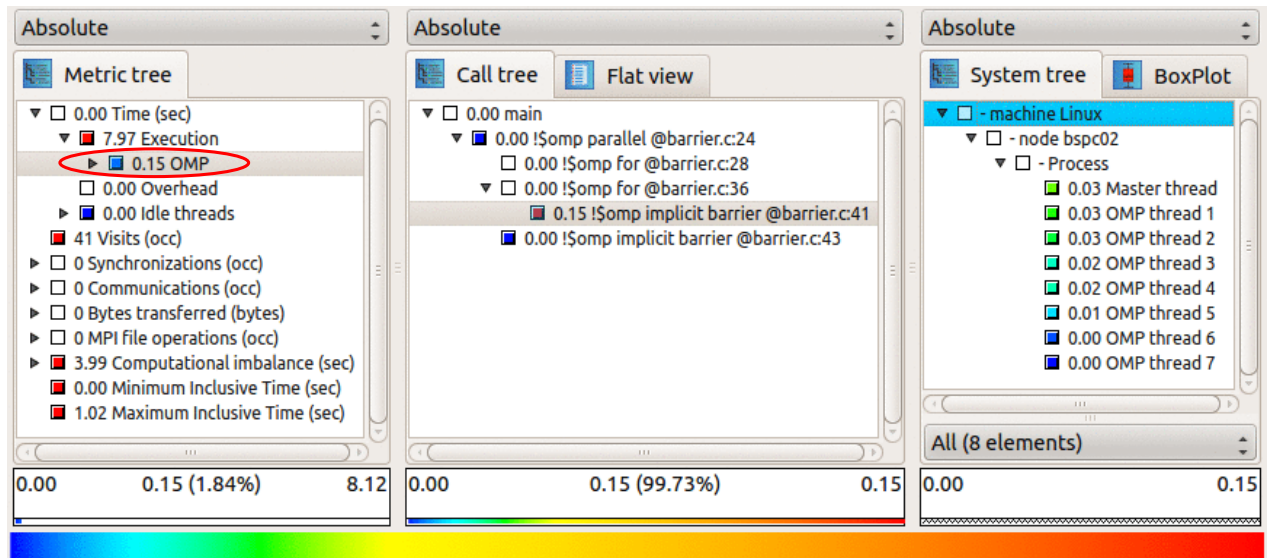 Absolute
Metric tree
0.00 Time (sec)
7.97 Execution
0.15 OMP
0.00 Overhead
0.00 Idle threads
41 Visits (occ)
0 Synchronizations (occ)
0 Communications (occ)
0 Bytes transferred (bytes)
0 MPI file operations (occ)
3.99 Computational imbalance (sec)
0.00 Minimum Inclusive Time (sec)
1.02 Maximum Inclusive Time (sec)
0.00 0.15 (1.84%) 8.12
Absolute
Call tree Flat view
0.00 main
0.00 !$omp parallel @barrier.c:24
0.00 !$omp for @barrier.c:28
0.00 !$omp for @barrier.c:36
0.15 !$omp implicit barrier @barrier.c:41
0.00 !$omp implicit barrier @barrier.c:43
0.00 0.15 (99.73%) 0.15
Absolute
System tree BoxPlot
- machine Linux
- node bspc02
- Process
0.03 Master thread
0.03 OMP thread 1
0.03 OMP thread 2
0.02 OMP thread 3
0.02 OMP thread 4
0.01 OMP thread 5
0.00 OMP thread 6
0.00 OMP thread 7
All (8 elements)
0.00 0.15